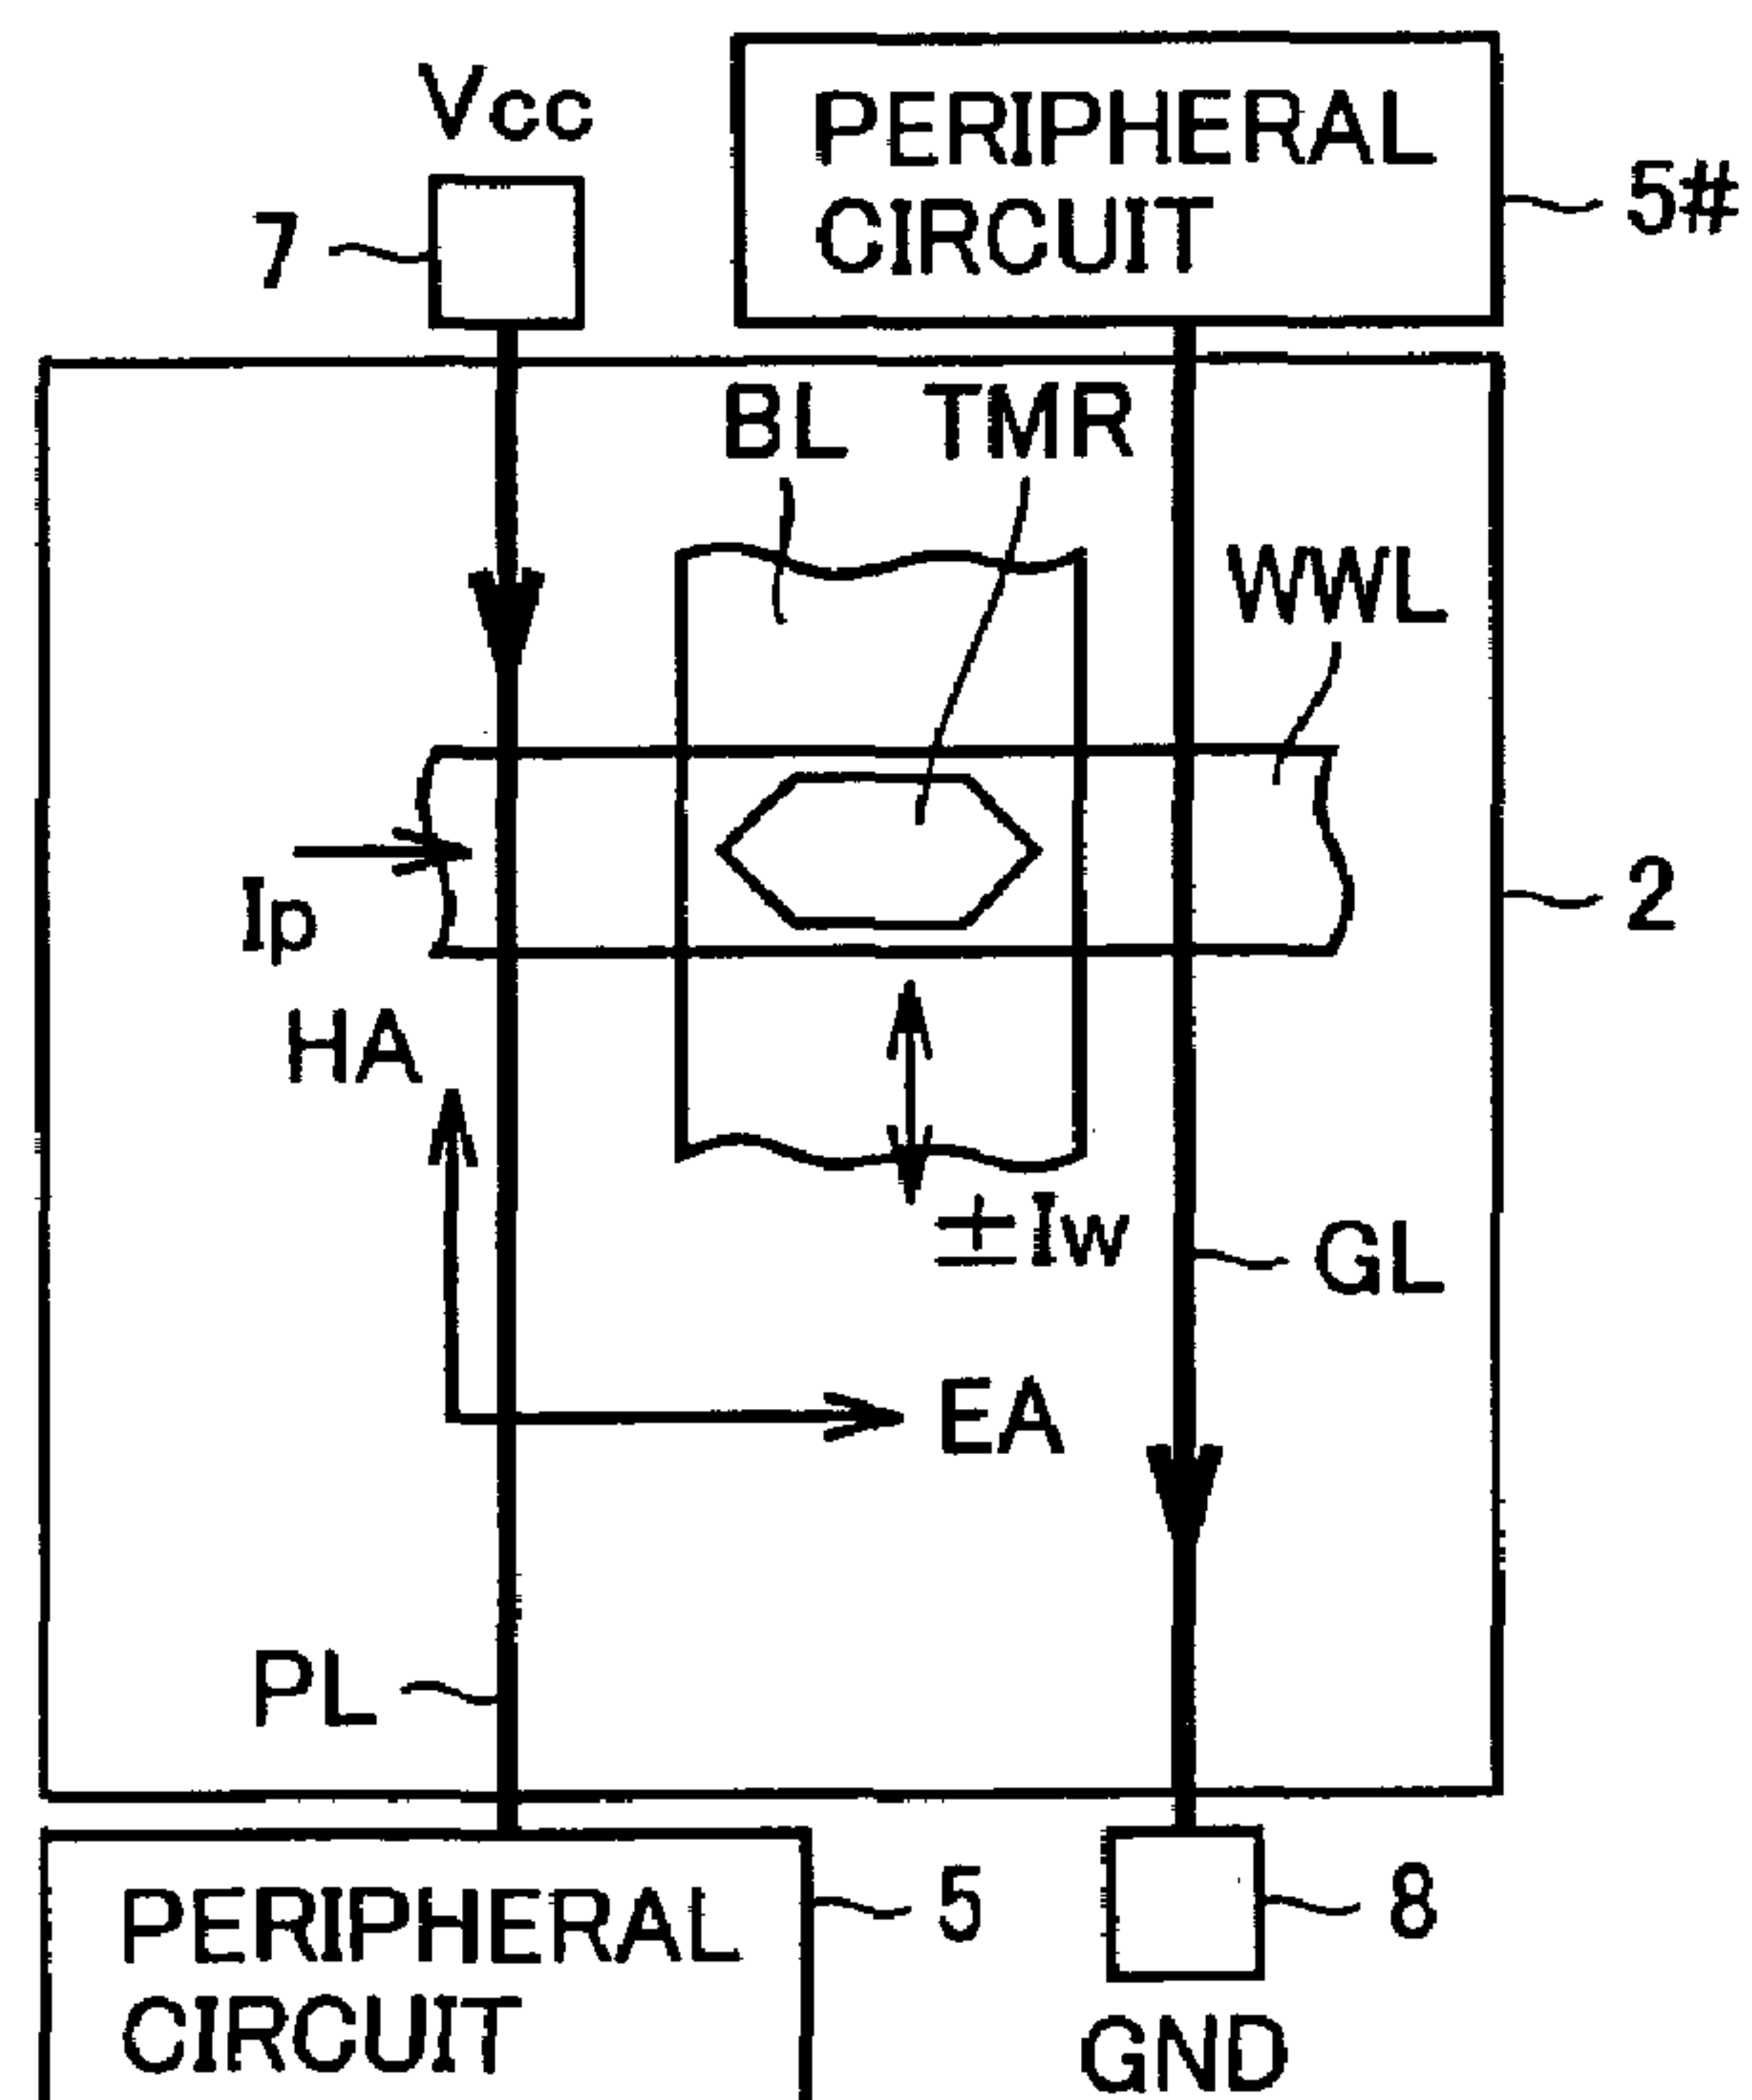 Vcc
PERIPHERAL
CIRCUIT
5#
7
BL
TMR
WWL
2
Ip
HA
±Iw
GL
EA
PL
PERIPHERAL
CIRCUIT
5
8
GND